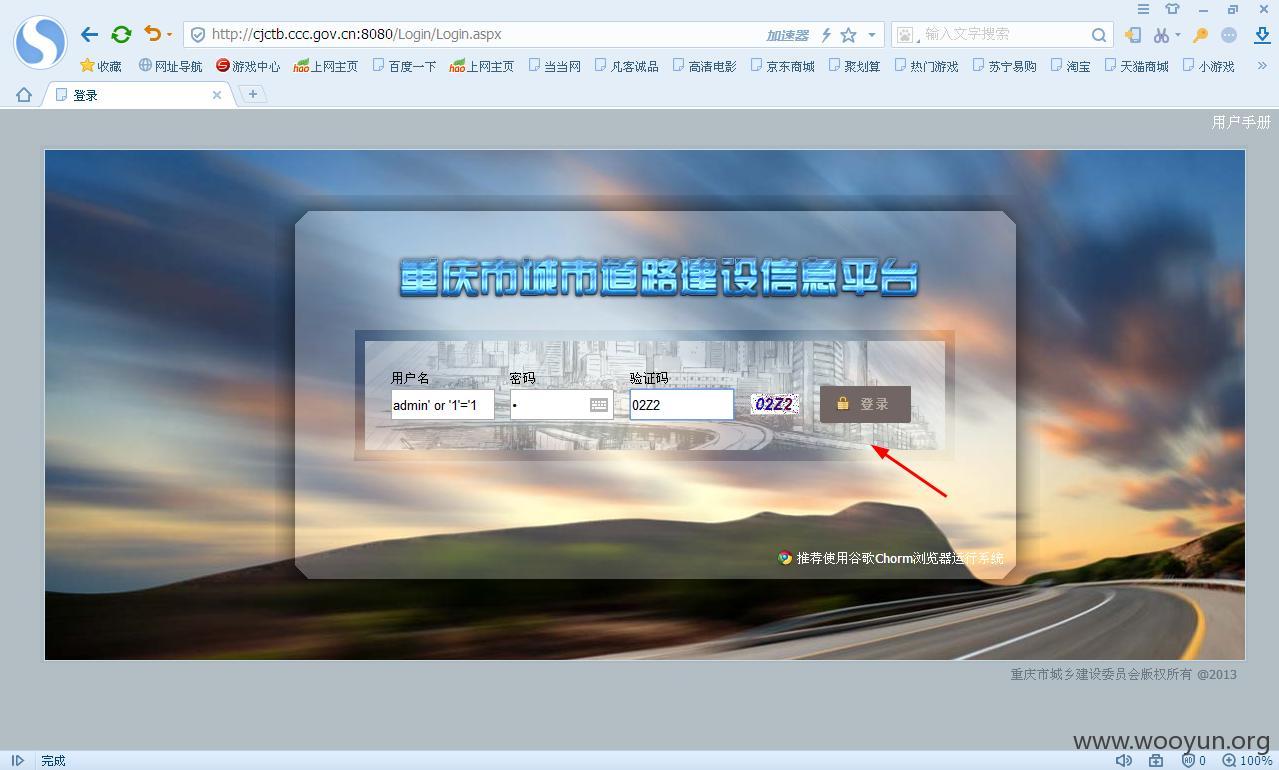 http://cjctb.ccc.gov.cn:8080/Login/Login.aspx 加速器 输入文字搜索
收藏 网址导航 游戏中心 hao 上网主页 百度一下 hao 上网主页 当当网 凡客诚品 高清电影 京东商城 聚划算 热门游戏 苏宁易购 淘宝 天猫商城 小游戏 »
登录
用户手册
重庆市城市道路建设信息平台
用户名 密码 验证码
admin' or '1'='1 • 02Z2 02Z2 登录
推荐使用谷歌Chorm浏览器运行系统
重庆市城乡建设委员会版权所有 @2013
www.wooyun.org
完成 0 100%